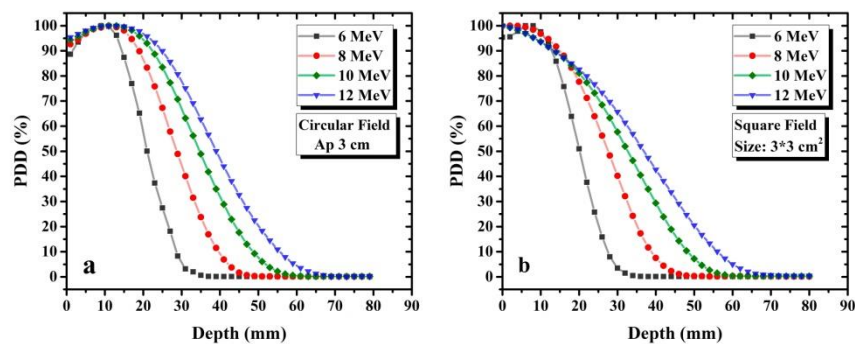 100
90
80
70
60
50
40
30
20
10
0
PDD (%)
6 MeV
8 MeV
10 MeV
12 MeV
Circular Field
Ap 3 cm
a
0 10 20 30 40 50 60 70 80 90
Depth (mm)
100
90
80
70
60
50
40
30
20
10
0
PDD (%)
6 MeV
8 MeV
10 MeV
12 MeV
Square Field
Size: 3*3 cm²
b
0 10 20 30 40 50 60 70 80 90
Depth (mm)